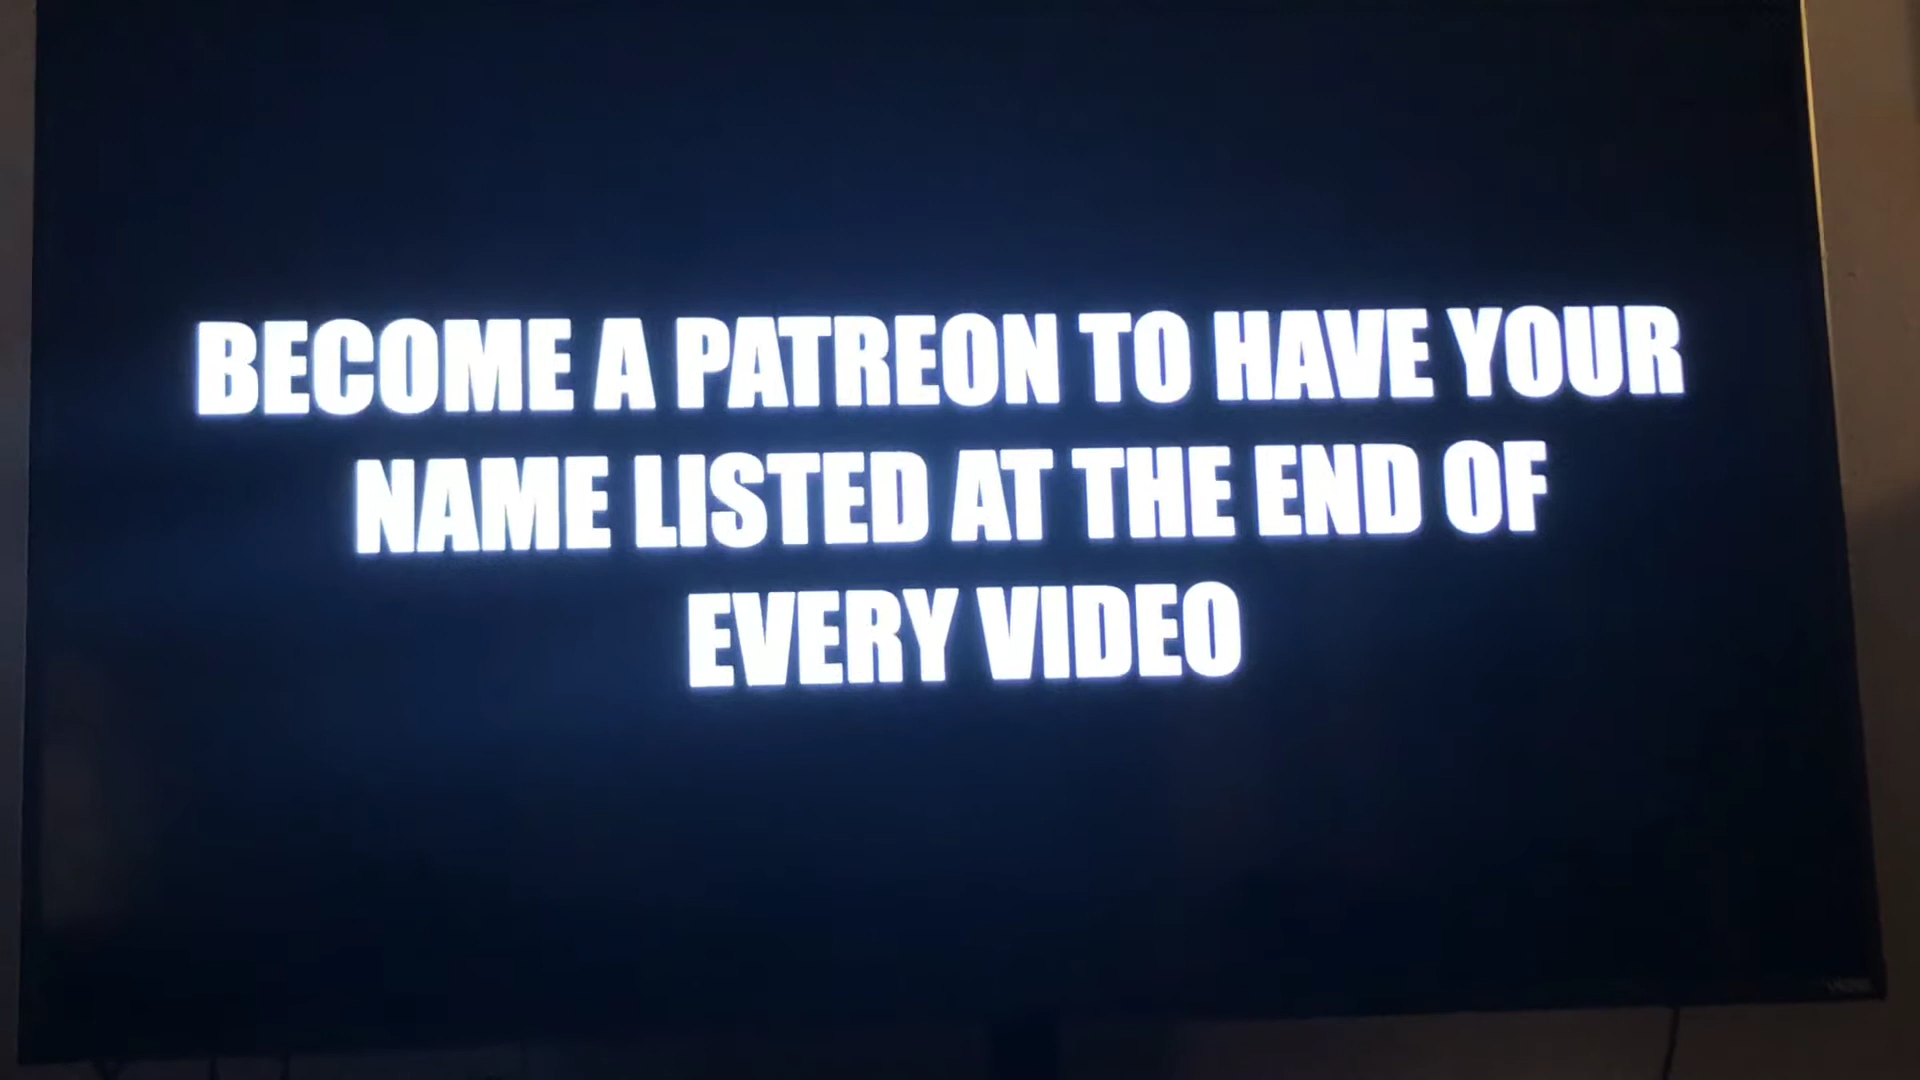 BECOME A PATREON TO HAVE YOUR
NAME LISTED AT THE END OF
EVERY VIDEO